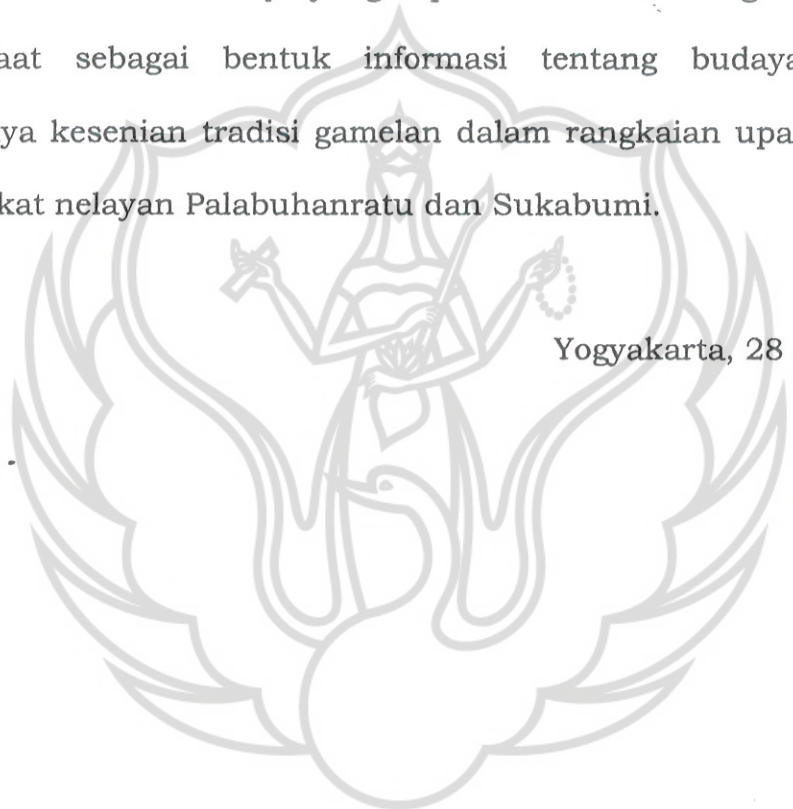 aat sebagai bentuk informasi tentang budaya
ya kesenian tradisi gamelan dalam rangkaian upa
kat nelayan Palabuhanratu dan Sukabumi.
Yogyakarta, 28